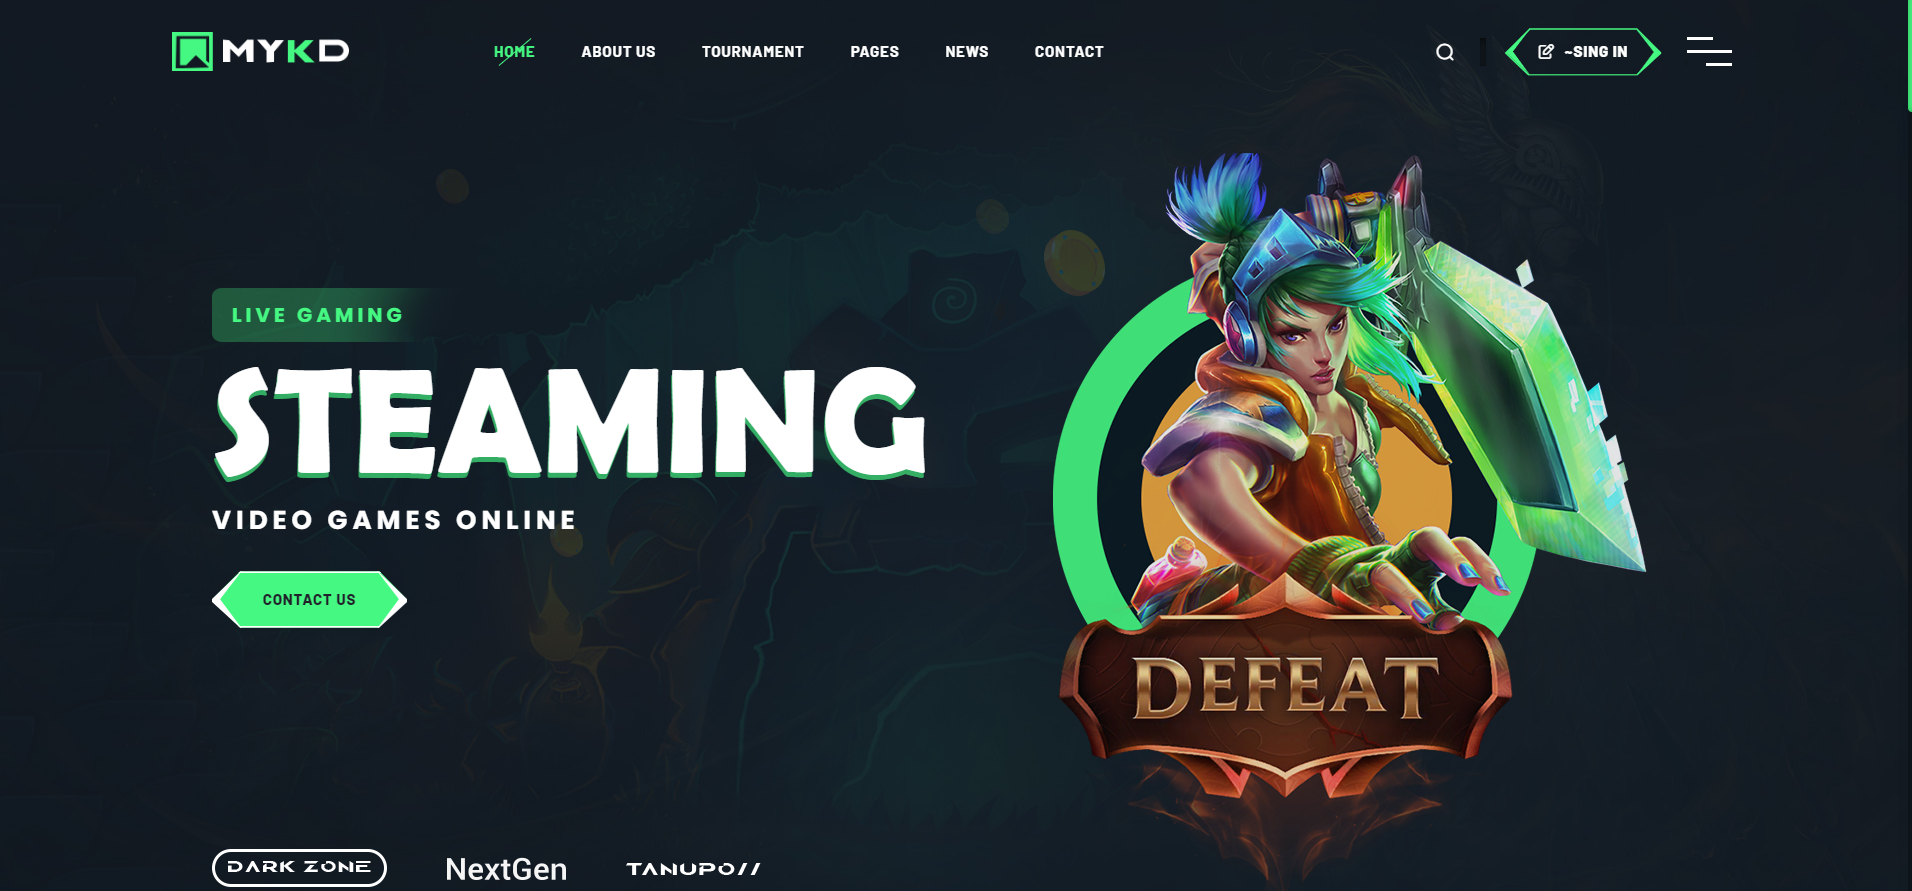 MYKD
HOME ABOUT US TOURNAMENT PAGES NEWS CONTACT
~SING IN
LIVE GAMING
STEAMING
VIDEO GAMES ONLINE
CONTACT US
DEFEAT
DARK ZONE NextGen TANUPO//